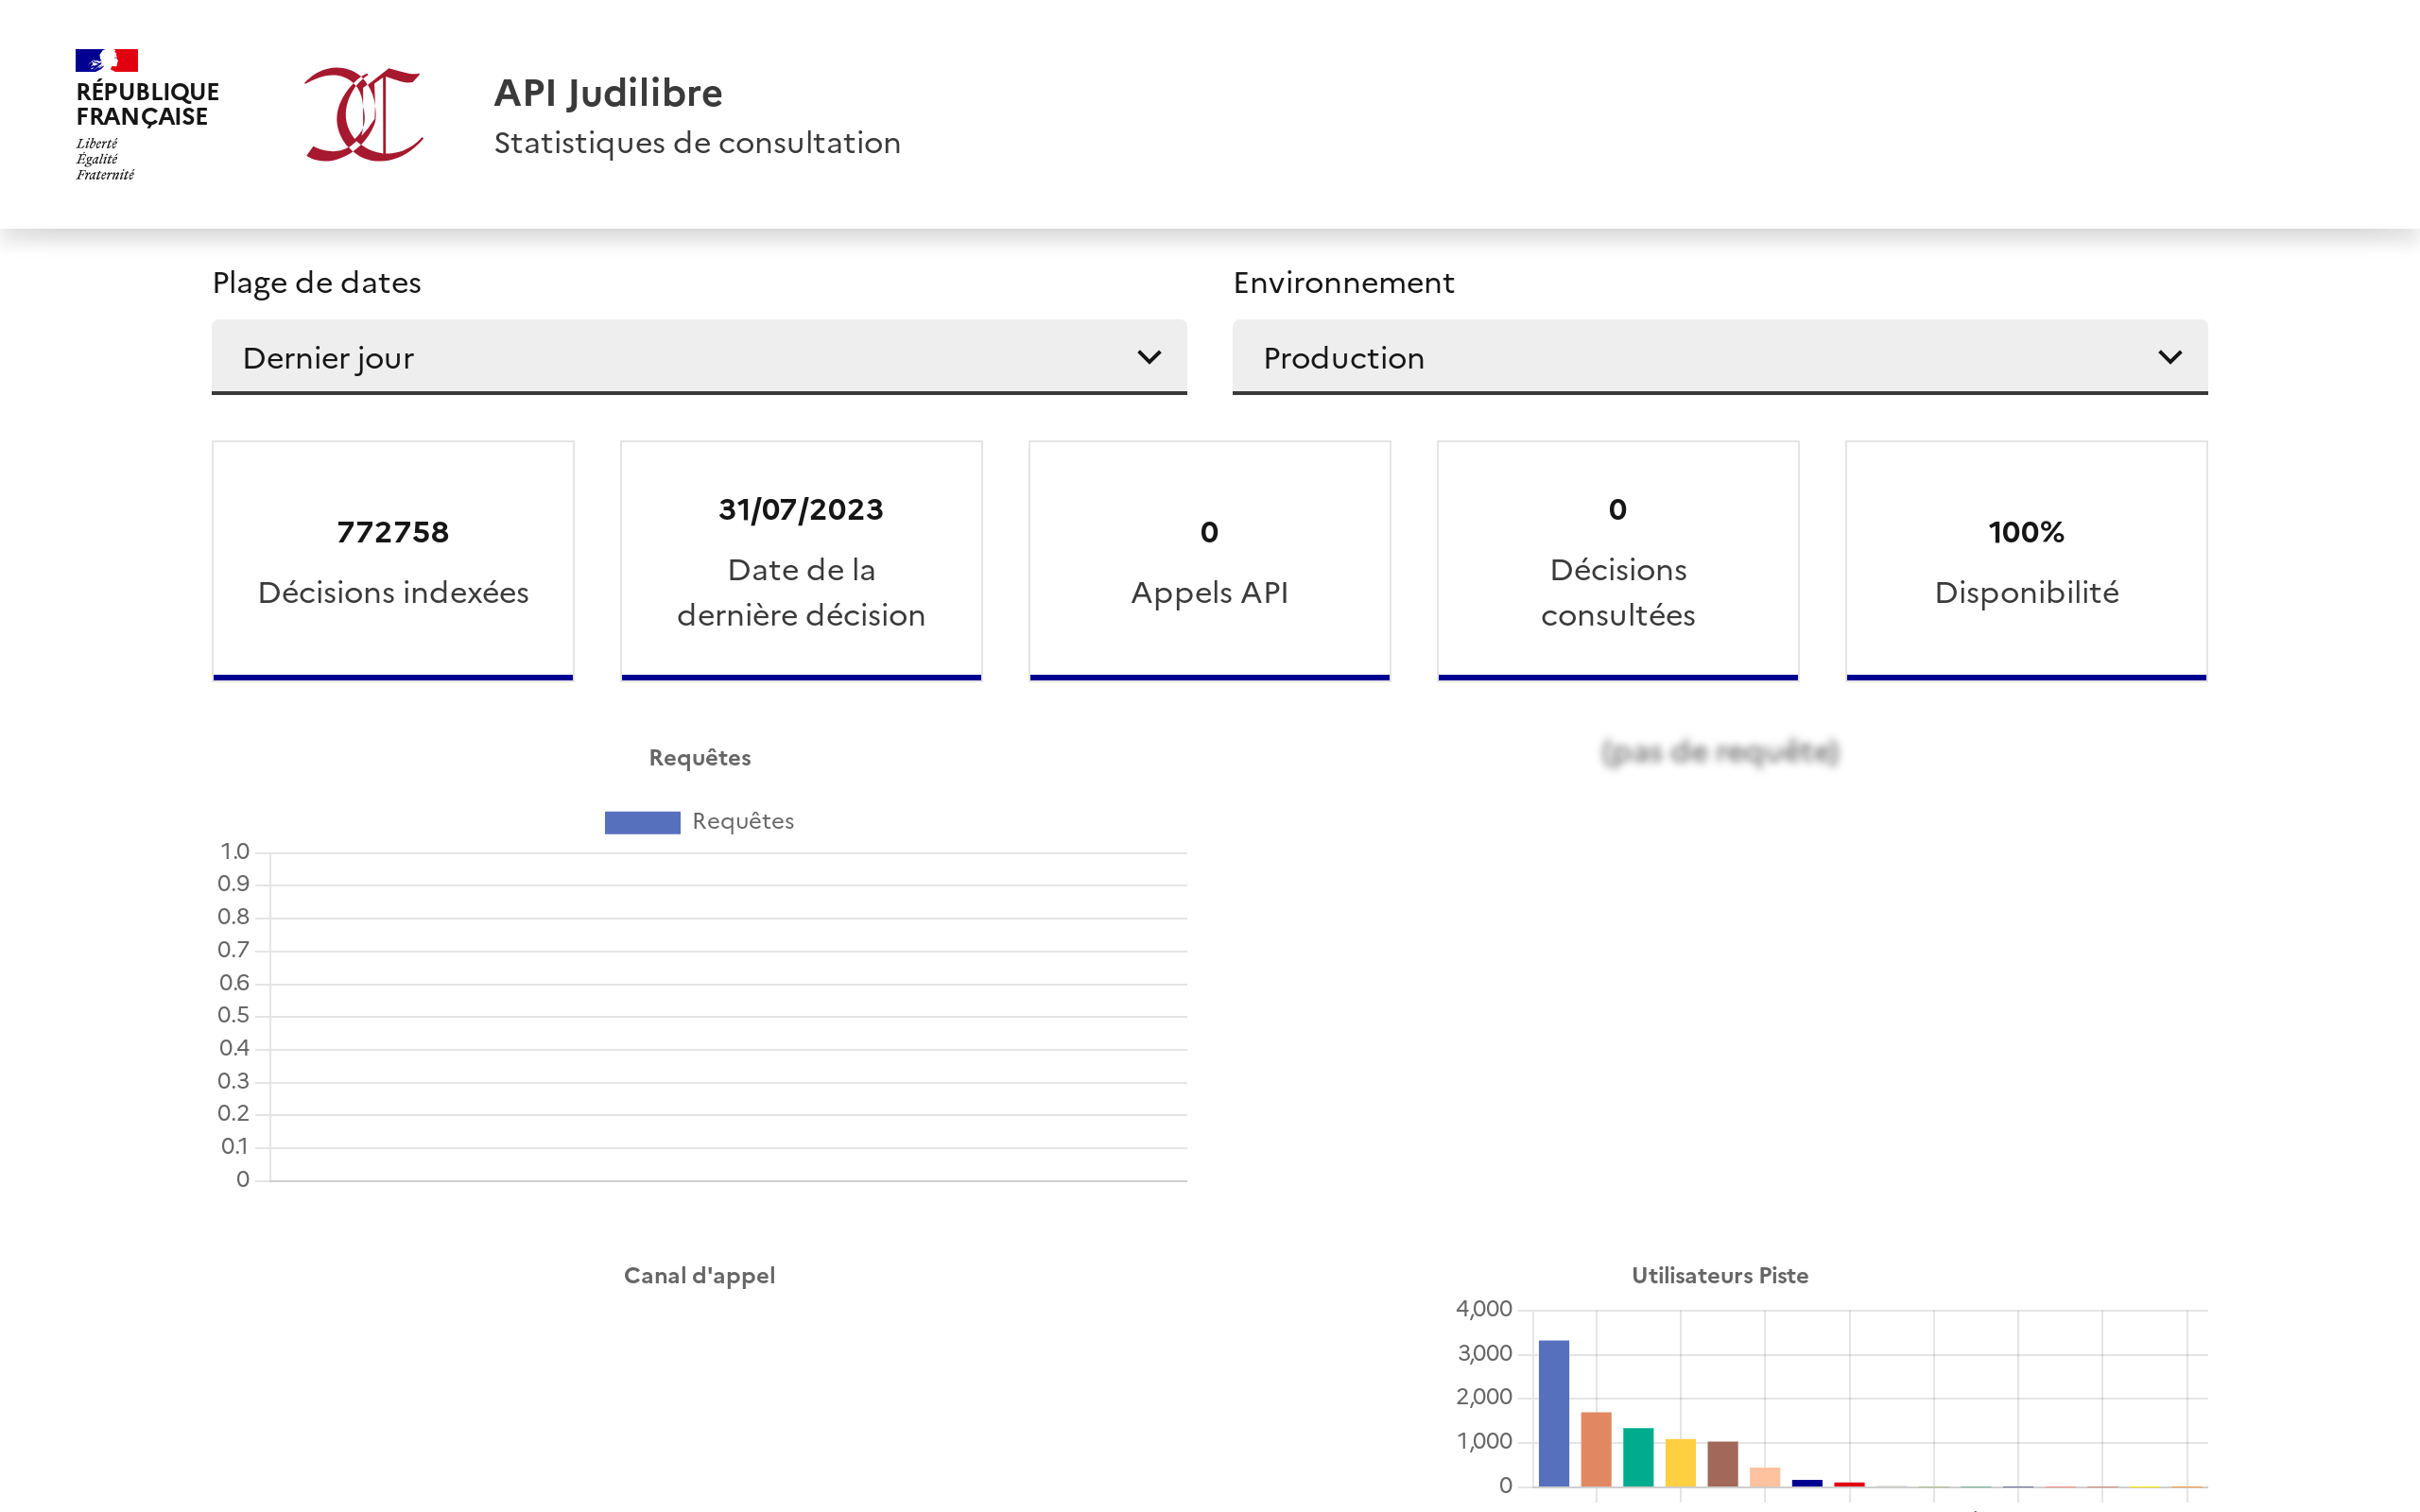 RÉPUBLIQUE
FRANÇAISE
Liberté
Égalité
Fraternité
API Judilibre
Statistiques de consultation
Plage de dates
Dernier jour
Environnement
Production
772758
Décisions indexées
31/07/2023
Date de la
dernière décision
0
Appels API
0
Décisions
consultées
100%
Disponibilité
Requêtes
Requêtes
1.0
0.9
0.8
0.7
0.6
0.5
0.4
0.3
0.2
0.1
0
(pas de requête)
Canal d'appel
Utilisateurs Piste
4,000
3,000
2,000
1,000
0